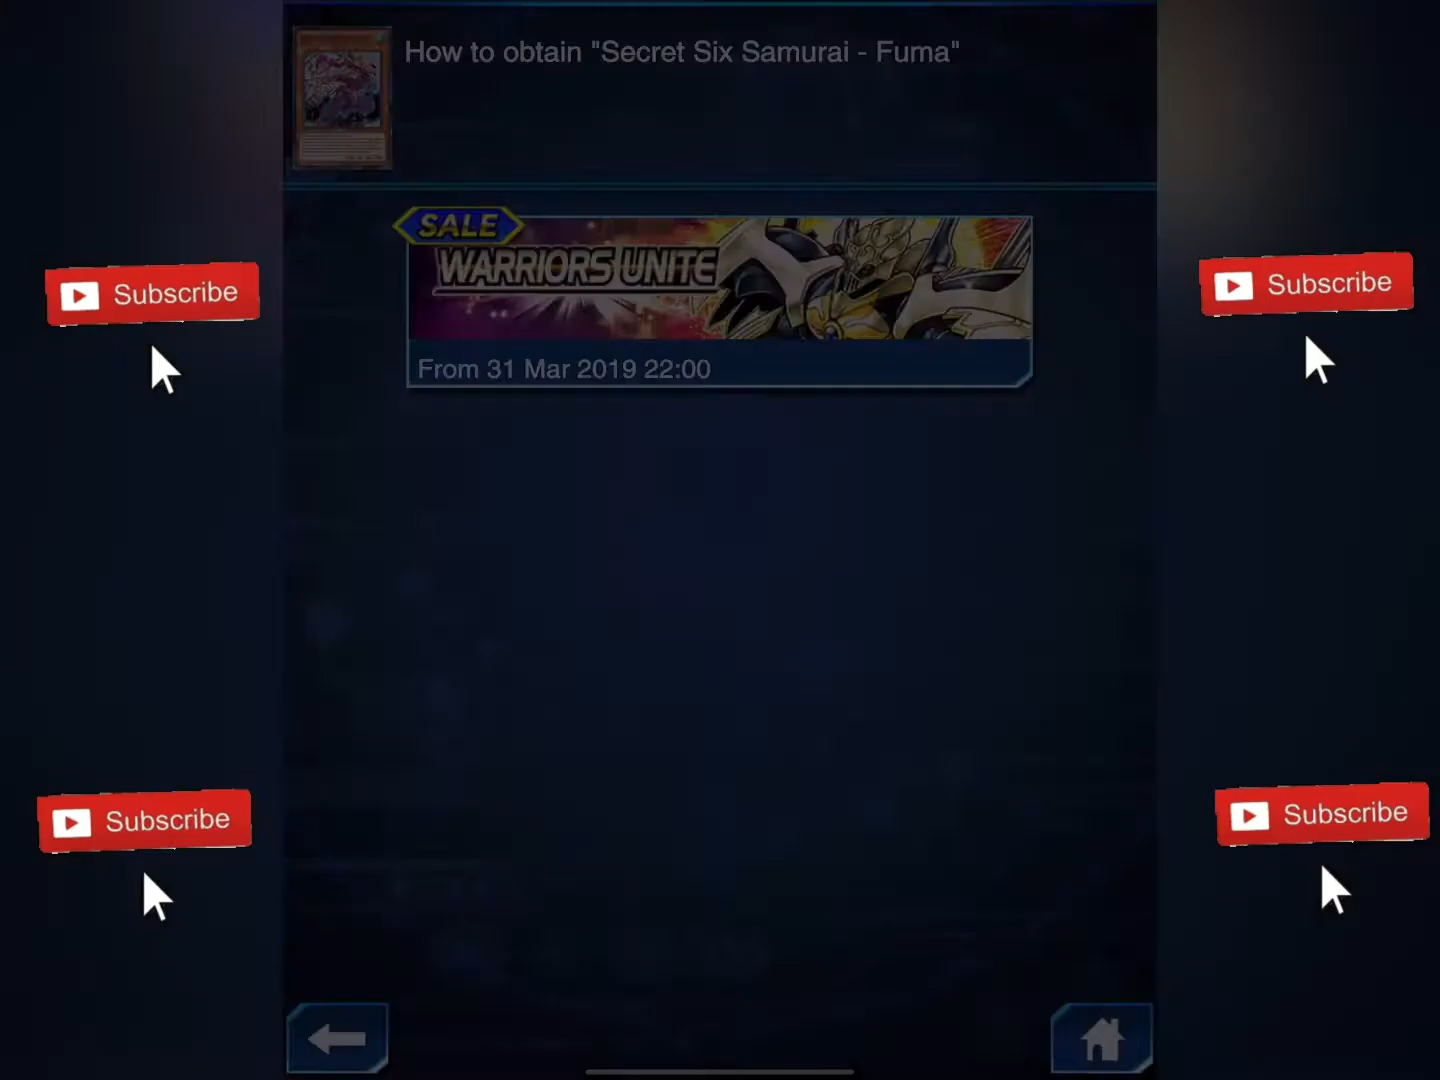 How to obtain "Secret Six Samurai - Fuma"
SALE
WARRIORS UNITE
From 31 Mar 2019 22:00
Subscribe
Subscribe
Subscribe
Subscribe